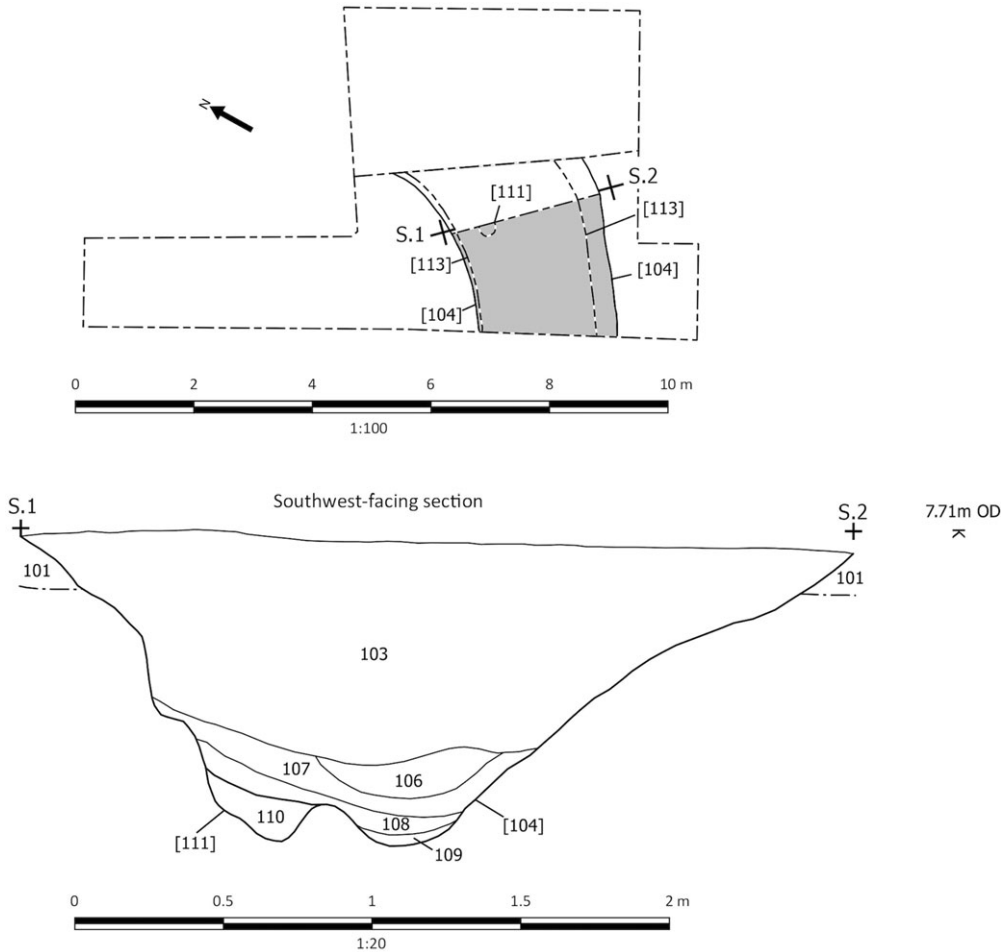 N
S.2
[111]
[113]
S.1
[113]
[104]
[104]
0 2 4 6 8 10 m
1:100
Southwest-facing section
S.1
S.2
7.71m OD
101
101
103
107
106
110
108
[104]
[111]
109
0 0.5 1 1.5 2 m
1:20